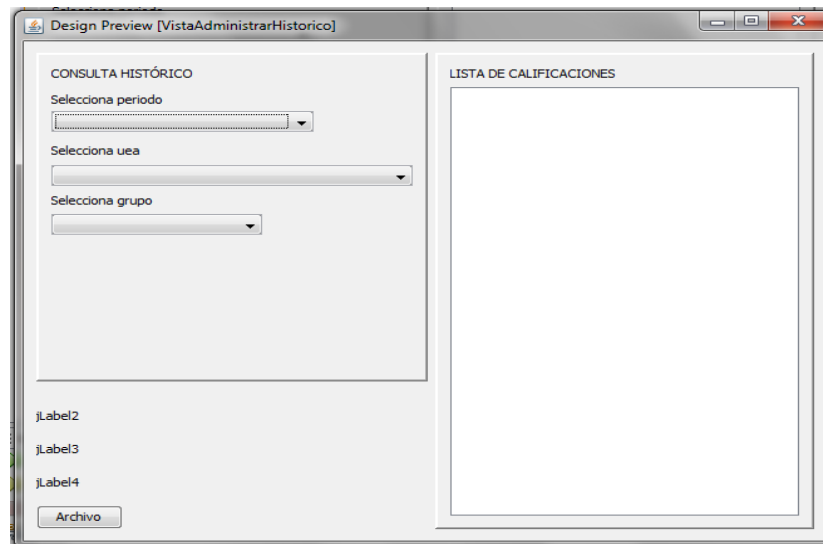 Design Preview [VistaAdministrarHistorico]
CONSULTA HISTÓRICO
Selecciona periodo
Selecciona uea
Selecciona grupo
jLabel2
jLabel3
jLabel4
Archivo
LISTA DE CALIFICACIONES